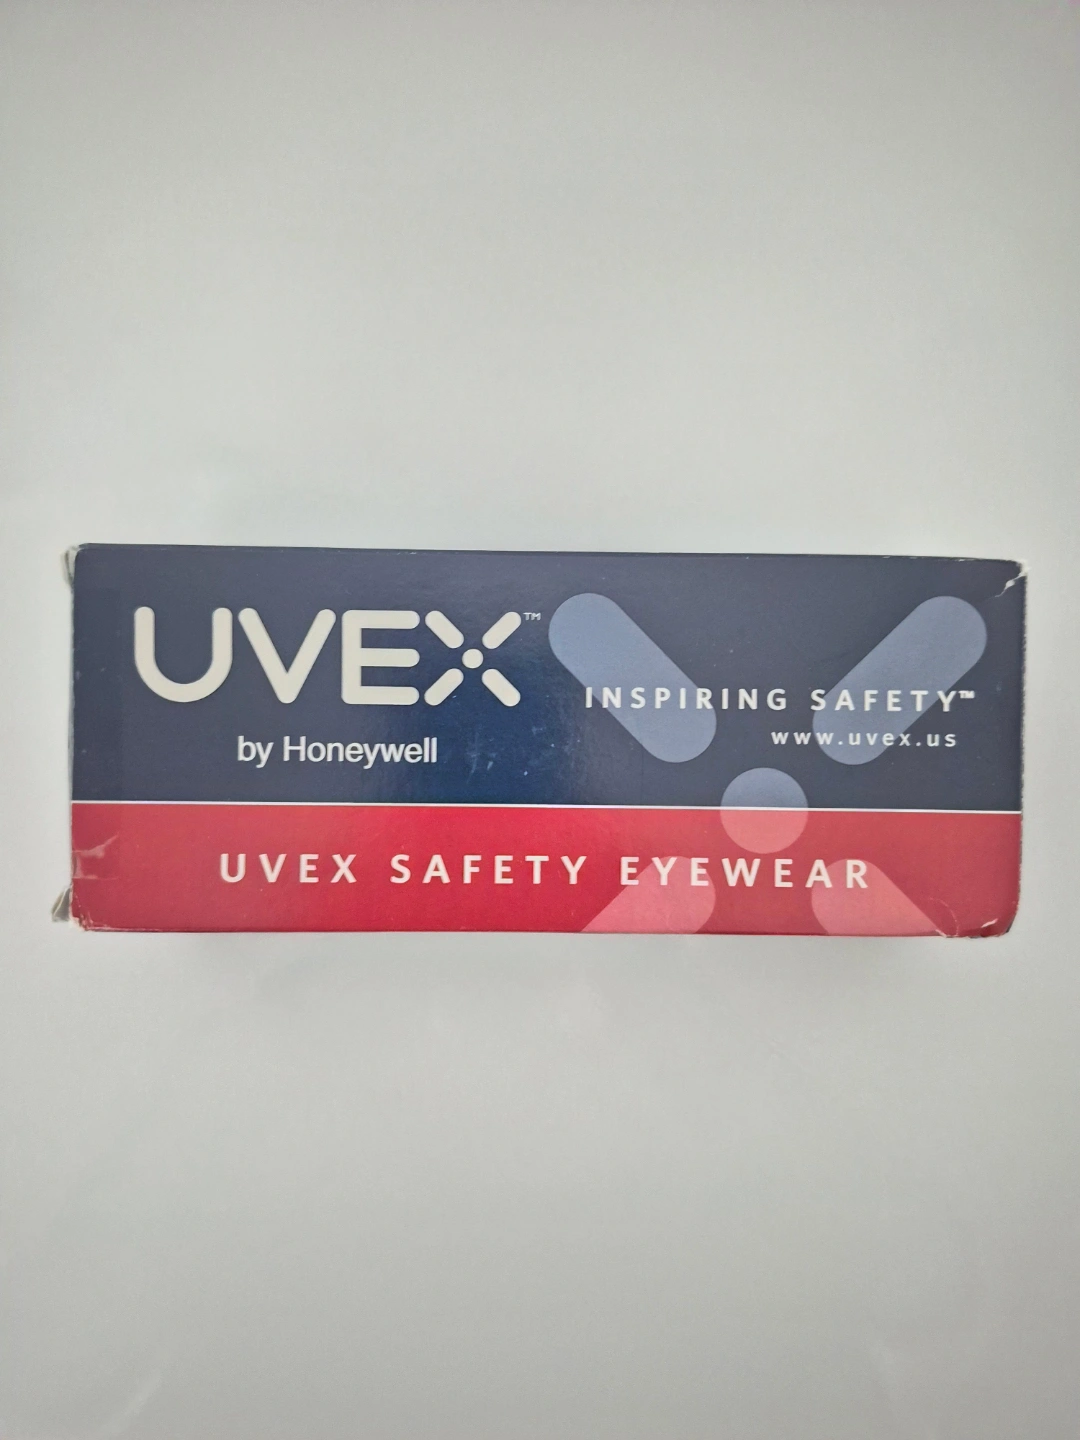 UVEX™
by Honeywell
INSPIRING SAFETY™
www.uvex.us
UVEX SAFETY EYEWEAR